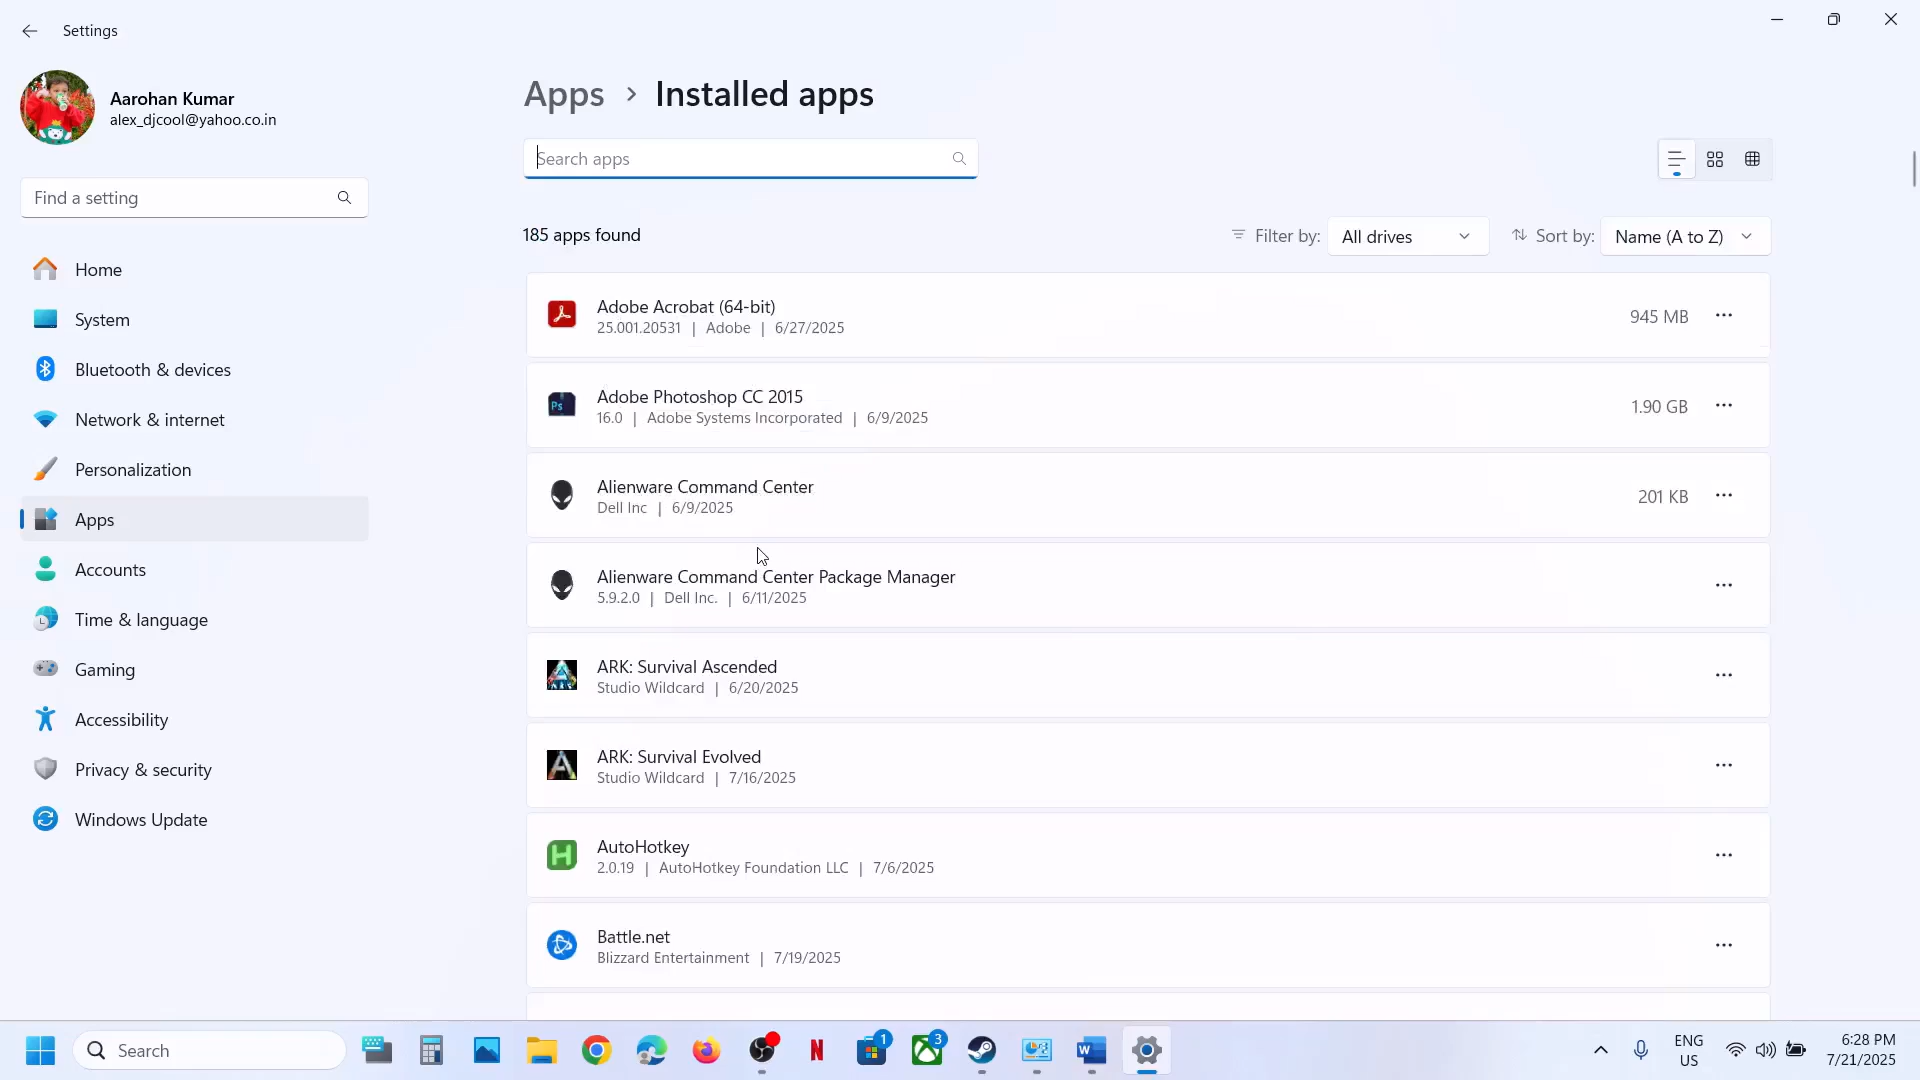 Settings
Aarohan Kumar
alex_djcool@yahoo.co.in
Find a setting
Home
System
Bluetooth & devices
Network & internet
Personalization
Apps
Accounts
Time & language
Gaming
Accessibility
Privacy & security
Windows Update
Apps > Installed apps
Search apps
185 apps found
Filter by: All drives
Sort by: Name (A to Z)
Adobe Acrobat (64-bit)
25.001.20531 | Adobe | 6/27/2025
945 MB
Adobe Photoshop CC 2015
16.0 | Adobe Systems Incorporated | 6/9/2025
1.90 GB
Alienware Command Center
Dell Inc | 6/9/2025
201 KB
Alienware Command Center Package Manager
5.9.2.0 | Dell Inc. | 6/11/2025
ARK: Survival Ascended
Studio Wildcard | 6/20/2025
ARK: Survival Evolved
Studio Wildcard | 7/16/2025
AutoHotkey
2.0.19 | AutoHotkey Foundation LLC | 7/6/2025
Battle.net
Blizzard Entertainment | 7/19/2025
Search
1
3
ENG
US
6:28 PM
7/21/2025